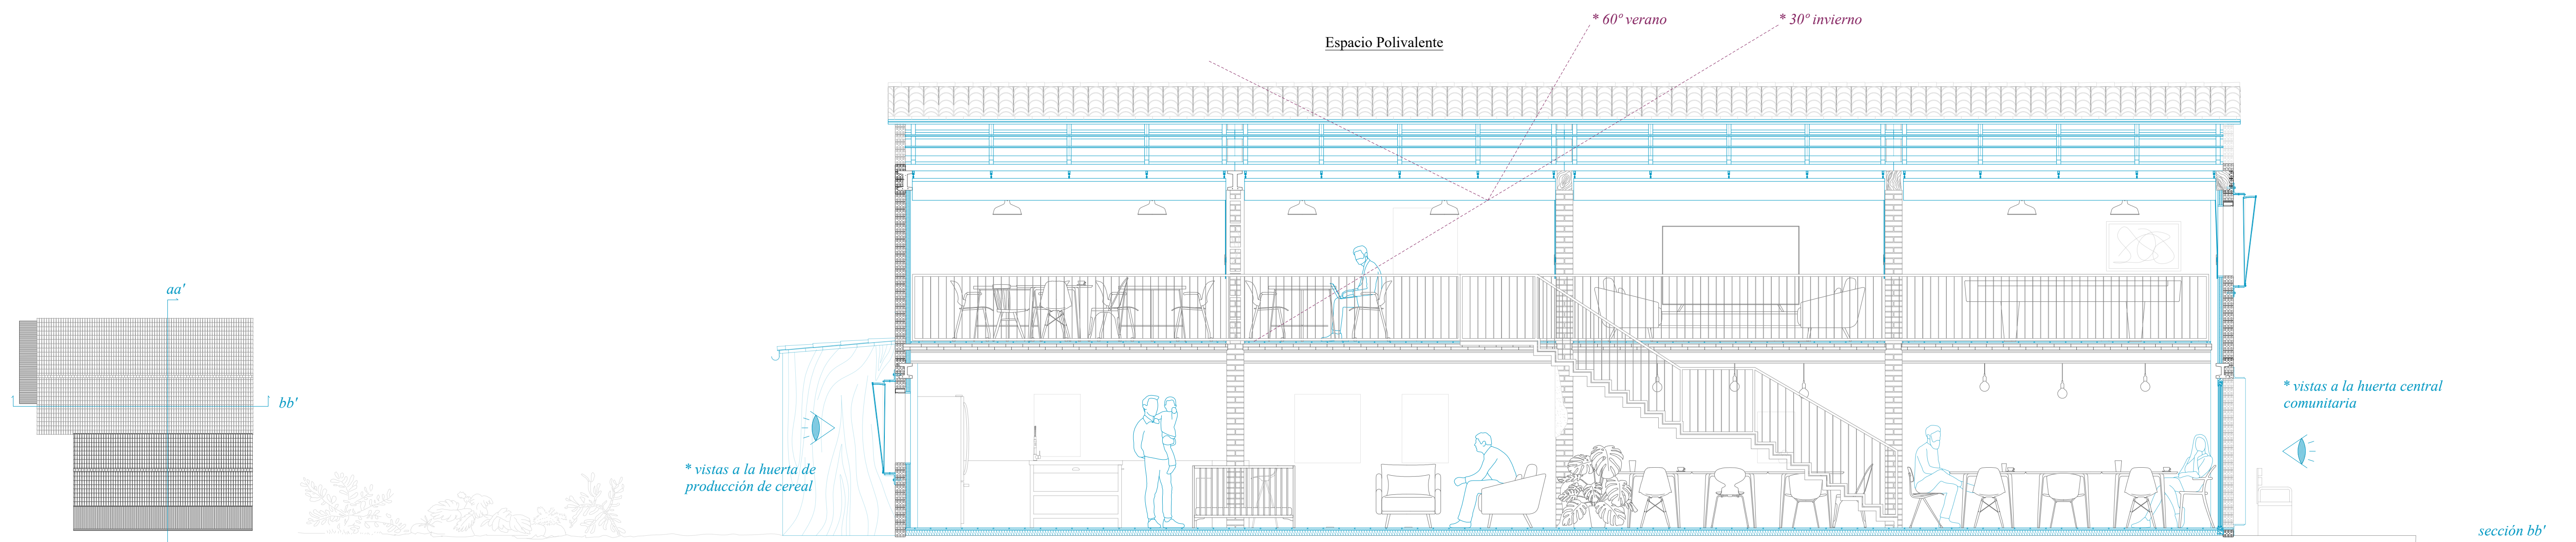 * 60º verano
* 30º invierno
Espacio Polivalente
aa'
bb'
* vistas a la huerta de
producción de cereal
* vistas a la huerta central
comunitaria
sección bb'